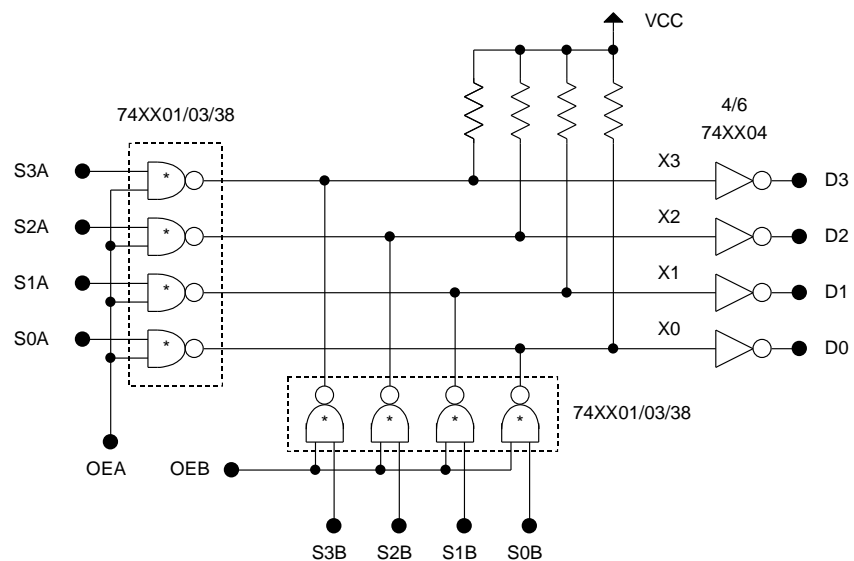 VCC
4/6
74XX04
74XX01/03/38
S3A
*
X3
D3
S2A
*
X2
D2
S1A
*
X1
D1
S0A
*
X0
D0
* * * *
74XX01/03/38
OEA
OEB
S3B S2B S1B S0B